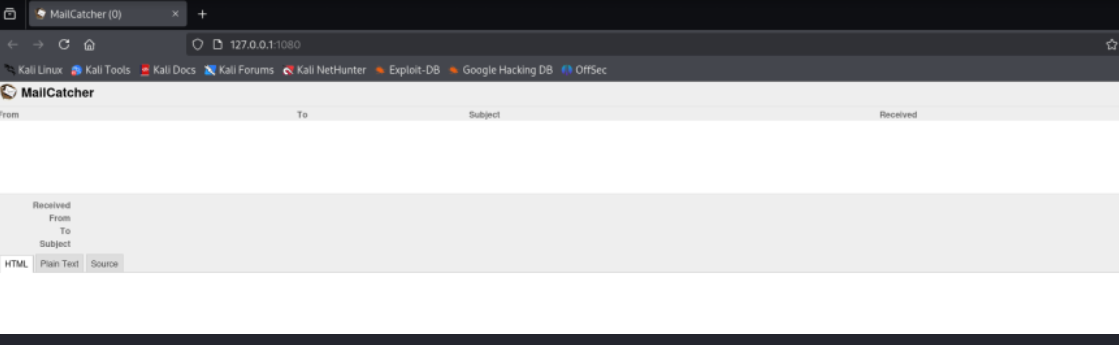 MailCatcher (0)
127.0.0.1:1080
Kali Linux Kali Tools Kali Docs Kali Forums Kali NetHunter Exploit-DB Google Hacking DB OffSec
MailCatcher
From To Subject Received
Received
From
To
Subject
HTML Plain Text Source